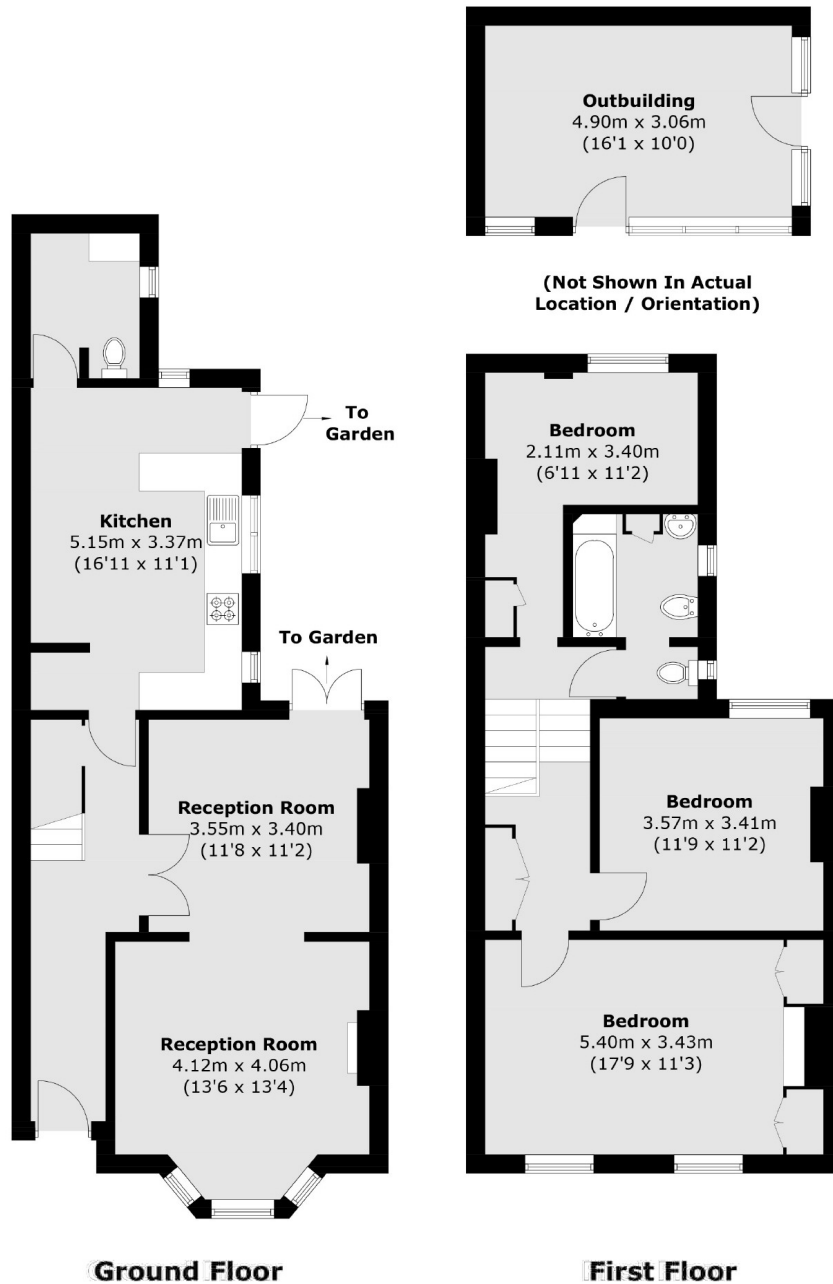 Outbuilding
4.90m x 3.06m
(16'1 x 10'0)
(Not Shown In Actual
Location / Orientation)
To
Garden
Kitchen
5.15m x 3.37m
(16'11 x 11'1)
To Garden
Reception Room
3.55m x 3.40m
(11'8 x 11'2)
Reception Room
4.12m x 4.06m
(13'6 x 13'4)
Ground Floor
Bedroom
2.11m x 3.40m
(6'11 x 11'2)
Bedroom
3.57m x 3.41m
(11'9 x 11'2)
Bedroom
5.40m x 3.43m
(17'9 x 11'3)
First Floor